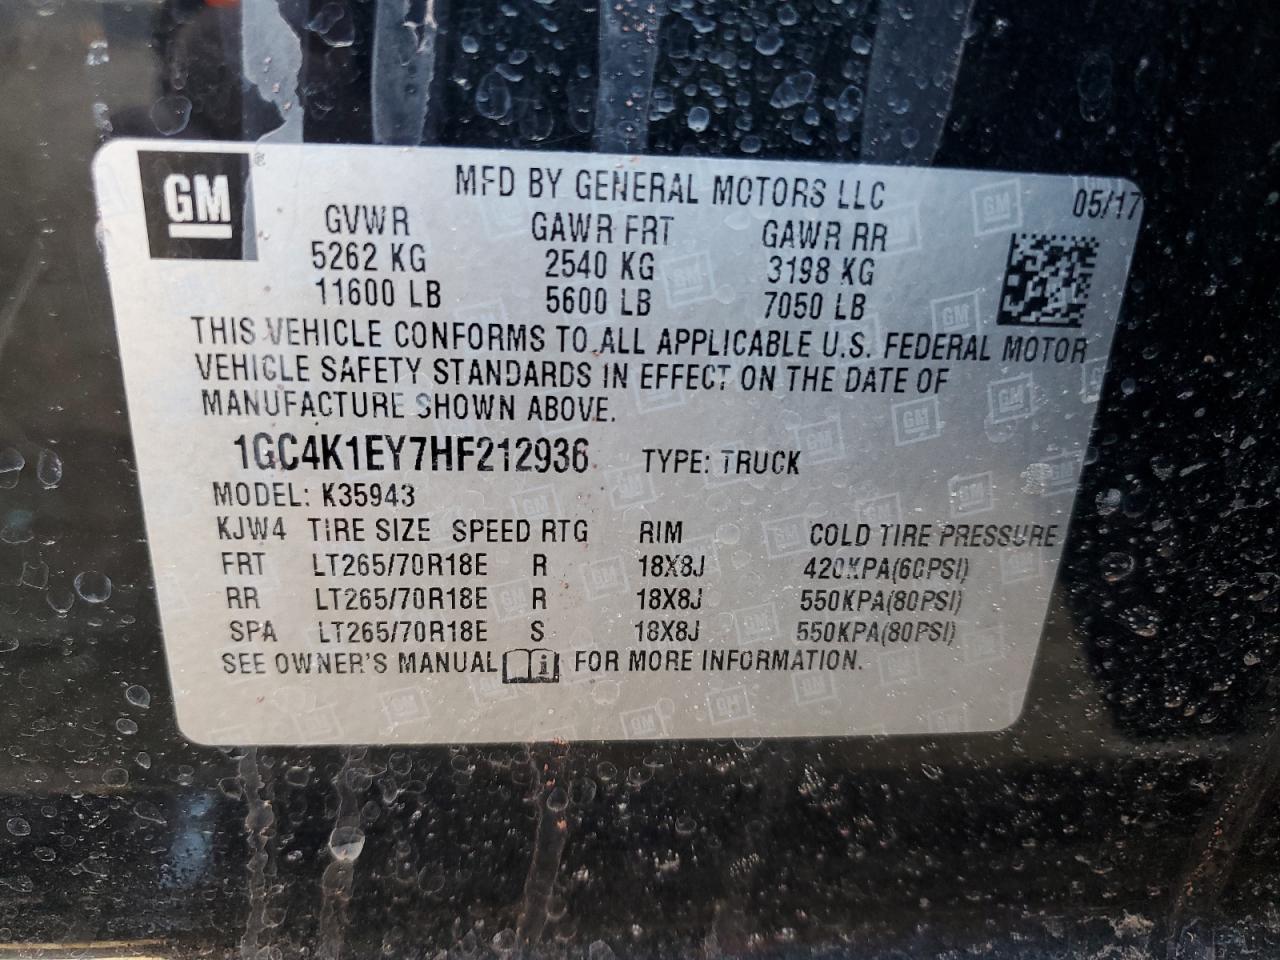 GM
MFD BY GENERAL MOTORS LLC
05/17
GVWR GAWR FRT GAWR RR
5262 KG 2540 KG 3198 KG
11600 LB 5600 LB 7050 LB
THIS VEHICLE CONFORMS TO ALL APPLICABLE U.S. FEDERAL MOTOR
VEHICLE SAFETY STANDARDS IN EFFECT ON THE DATE OF
MANUFACTURE SHOWN ABOVE.
1GC4K1EY7HF212936 TYPE: TRUCK
MODEL: K35943
KJW4 TIRE SIZE SPEED RTG RIM COLD TIRE PRESSURE
FRT LT265/70R18E R 18X8J 420KPA(60PSI)
RR LT265/70R18E R 18X8J 550KPA(80PSI)
SPA LT265/70R18E S 18X8J 550KPA(80PSI)
SEE OWNER'S MANUAL i FOR MORE INFORMATION.